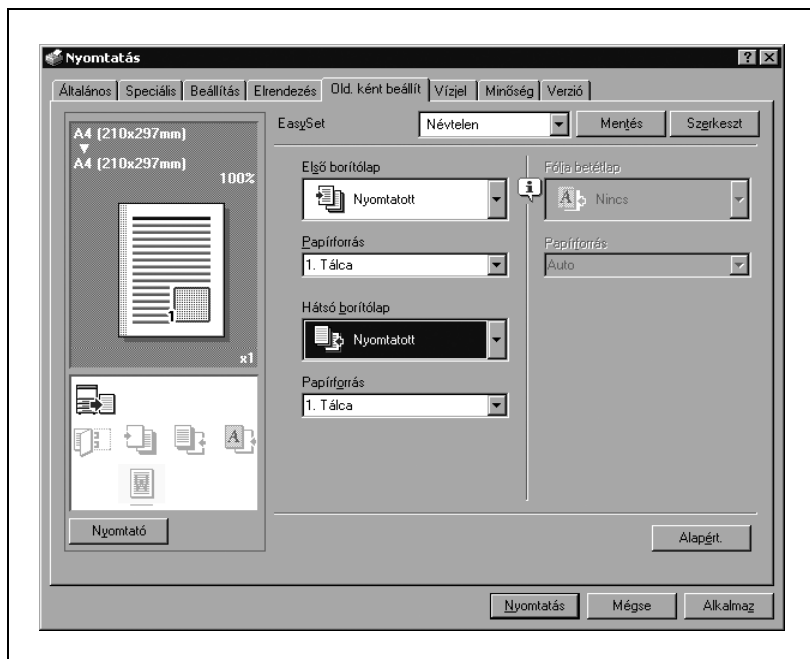 Nyomtatás
Általános Speciális Beállítás Elrendezés Old. ként beállít Vízjel Minőség Verzió
A4 (210x297mm)
A4 (210x297mm)
100%
1
x1
Nyomtató
EasySet Névtelen Mentés Szerkeszt
Első borítólap
Nyomtatott
Papírforrás
1. Tálca
Hátsó borítólap
Nyomtatott
Papírforrás
1. Tálca
Fólia betétlap
A Nincs
Papírforrás
Auto
Alapért.
Nyomtatás Mégse Alkalmaz